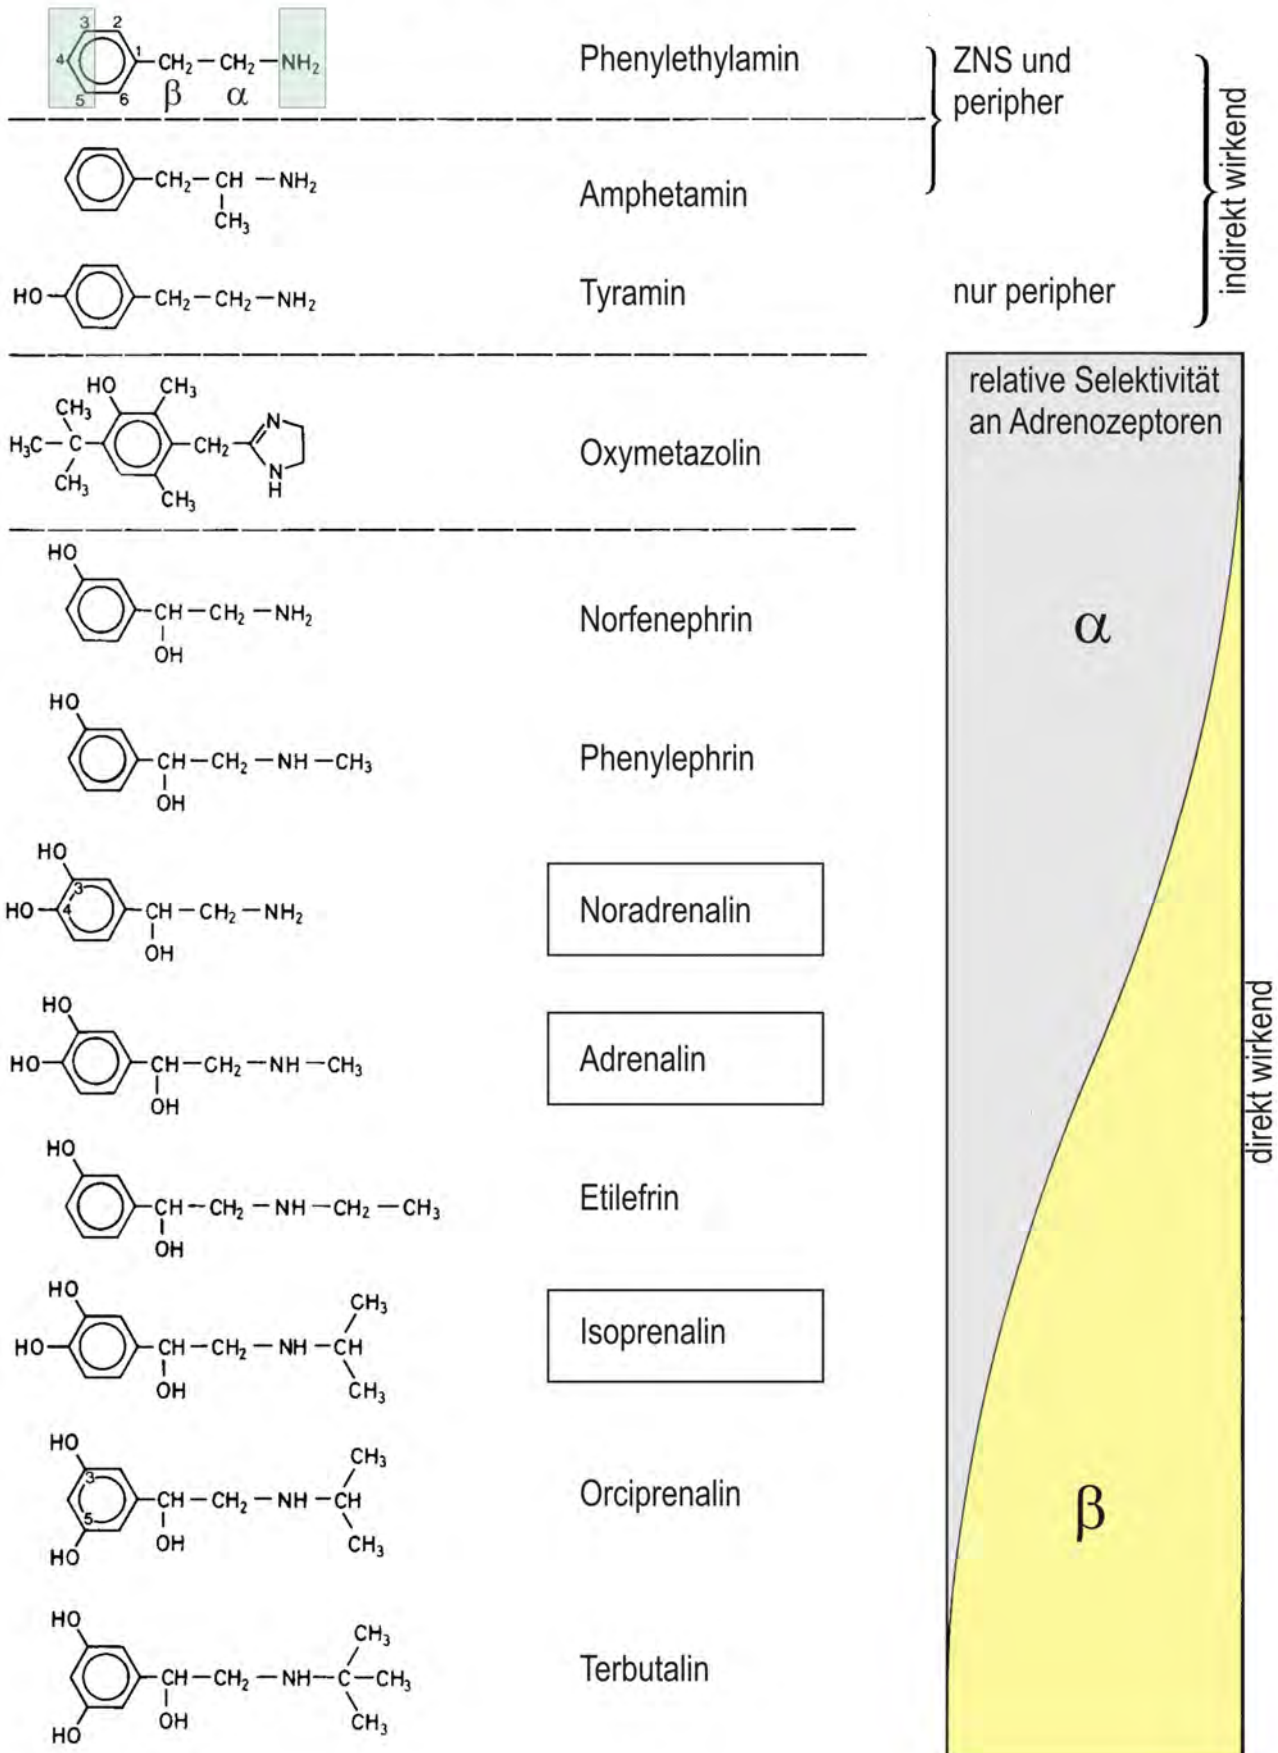 3 2
4 1 CH₂—CH₂—NH₂
5 6 β α
Phenylethylamin
ZNS und
peripher
CH₂—CH—NH₂
CH₃
Amphetamin
HO CH₂—CH₂—NH₂
Tyramin
nur peripher
indirekt wirkend
HO CH₃
CH₃
H₃C—C CH₂ N
CH₃ CH₃ N
H
Oxymetazolin
relative Selektivität
an Adrenozeptoren
HO
CH—CH₂—NH₂
OH
Norfenephrin
α
HO
CH—CH₂—NH—CH₃
OH
Phenylephrin
HO
3
HO 4 CH—CH₂—NH₂
OH
Noradrenalin
HO
HO CH—CH₂—NH—CH₃
OH
Adrenalin
direkt wirkend
HO
CH—CH₂—NH—CH₂—CH₃
OH
Etilefrin
HO CH₃
HO CH—CH₂—NH—CH
OH CH₃
Isoprenalin
HO CH₃
3
CH—CH₂—NH—CH
5
OH CH₃
HO
Orciprenalin
β
HO CH₃
CH—CH₂—NH—C—CH₃
OH CH₃
HO
Terbutalin